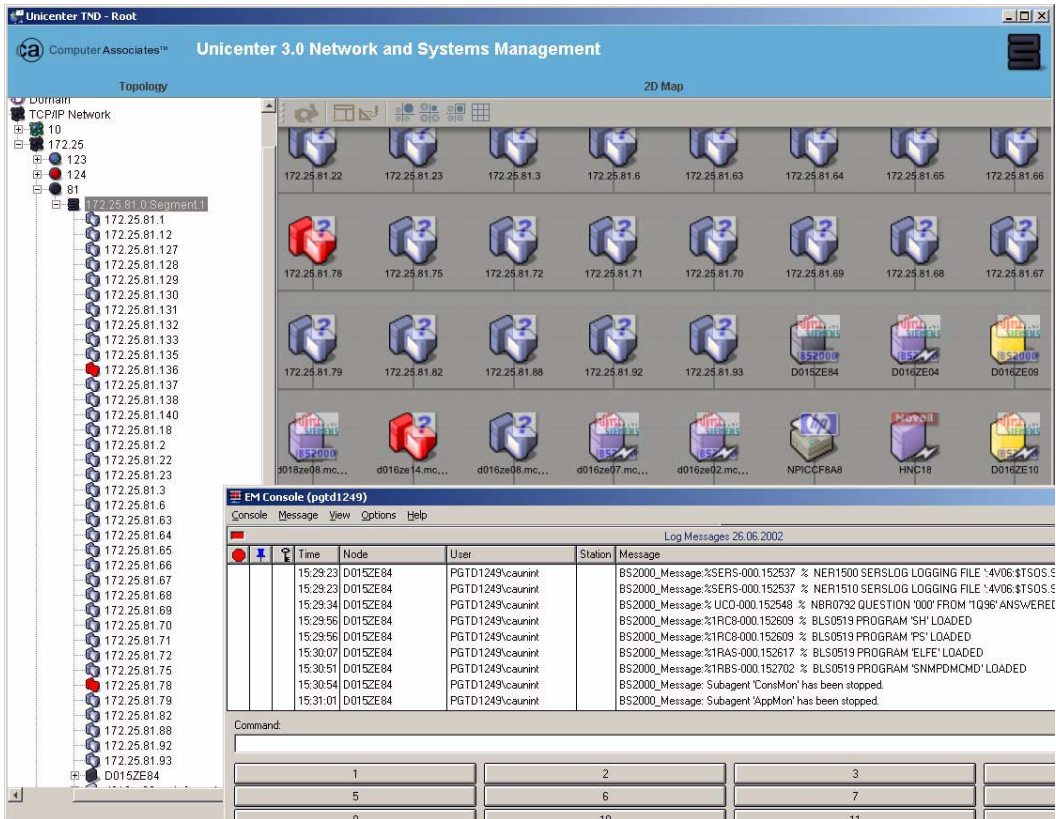 Unicenter TND - Root
ca Computer Associates™ Unicenter 3.0 Network and Systems Management
Topology 2D Map
Domain
TCP/IP Network
10
172.25
123
124
81
172.25.81.0:Segment.1
172.25.81.1
172.25.81.12
172.25.81.127
172.25.81.128
172.25.81.129
172.25.81.130
172.25.81.131
172.25.81.132
172.25.81.133
172.25.81.135
172.25.81.136
172.25.81.137
172.25.81.138
172.25.81.140
172.25.81.18
172.25.81.2
172.25.81.22
172.25.81.23
172.25.81.3
172.25.81.6
172.25.81.63
172.25.81.64
172.25.81.65
172.25.81.66
172.25.81.67
172.25.81.68
172.25.81.69
172.25.81.70
172.25.81.71
172.25.81.72
172.25.81.75
172.25.81.78
172.25.81.79
172.25.81.82
172.25.81.88
172.25.81.92
172.25.81.93
D015ZE84
172.25.81.22 172.25.81.23 172.25.81.3 172.25.81.6 172.25.81.63 172.25.81.64 172.25.81.65 172.25.81.66
172.25.81.78 172.25.81.75 172.25.81.72 172.25.81.71 172.25.81.70 172.25.81.69 172.25.81.68 172.25.81.67
172.25.81.79 172.25.81.82 172.25.81.88 172.25.81.92 172.25.81.93 D015ZE84 D016ZE04 D016ZE09
d018ze08.mc,.. d016ze14.mc,.. d016ze08.mc,.. d016ze07.mc,.. d016ze02.mc,.. NPICCF8A8 HNC18 D016ZE10
EM Console (pgtd1249)
Console Message View Options Help
Log Messages 26.06.2002
Time Node User Station Message
15:29:23 D015ZE84 PGTD1249\caunint BS2000_Message:%SERS-000.152537 % NER1500 SERSLOG LOGGING FILE ':4V06:$TSOS.S
15:29:23 D015ZE84 PGTD1249\caunint BS2000_Message:%SERS-000.152537 % NER1510 SERSLOG LOGGING FILE ':4V06:$TSOS.S
15:29:34 D015ZE84 PGTD1249\caunint BS2000_Message:% UCO-000.152548 % NBR0792 QUESTION '000' FROM '1Q96' ANSWERED
15:29:56 D015ZE84 PGTD1249\caunint BS2000_Message:%1RC8-000.152609 % BLS0519 PROGRAM 'SH' LOADED
15:29:56 D015ZE84 PGTD1249\caunint BS2000_Message:%1RC8-000.152609 % BLS0519 PROGRAM 'PS' LOADED
15:30:07 D015ZE84 PGTD1249\caunint BS2000_Message:%1RAS-000.152617 % BLS0519 PROGRAM 'ELFE' LOADED
15:30:51 D015ZE84 PGTD1249\caunint BS2000_Message:%1RBS-000.152702 % BLS0519 PROGRAM 'SNMPDMCMD' LOADED
15:30:54 D015ZE84 PGTD1249\caunint BS2000_Message: Subagent 'ConsMon' has been stopped.
15:31:01 D015ZE84 PGTD1249\caunint BS2000_Message: Subagent 'AppMon' has been stopped.
Command:
1 2 3
5 6 7
9 10 11